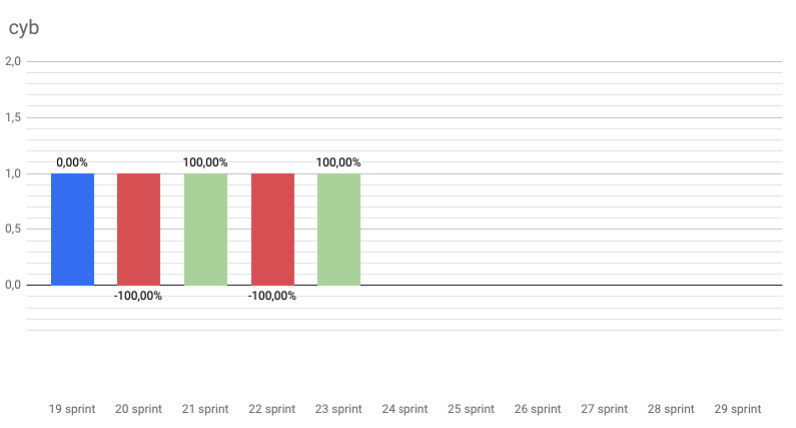 cyb
2,0
1,5
1,0
0,5
0,0
0,00%
-100,00%
100,00%
-100,00%
100,00%
19 sprint
20 sprint
21 sprint
22 sprint
23 sprint
24 sprint
25 sprint
26 sprint
27 sprint
28 sprint
29 sprint